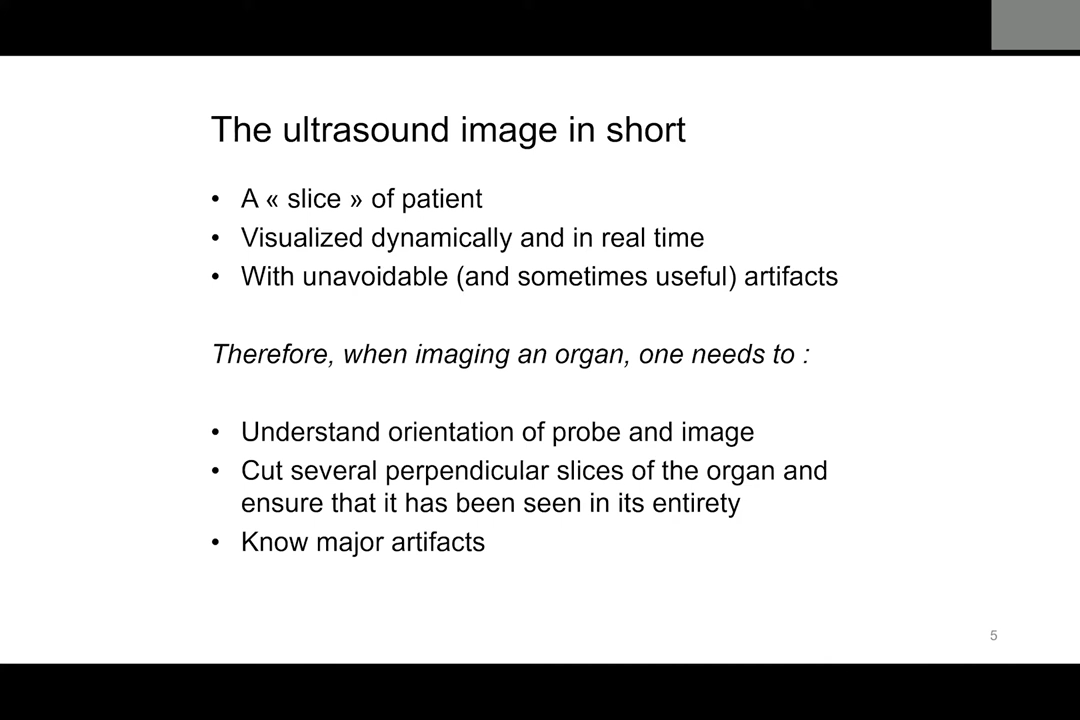 The ultrasound image in short
• A « slice » of patient
• Visualized dynamically and in real time
• With unavoidable (and sometimes useful) artifacts
Therefore, when imaging an organ, one needs to :
• Understand orientation of probe and image
• Cut several perpendicular slices of the organ and
ensure that it has been seen in its entirety
• Know major artifacts
5